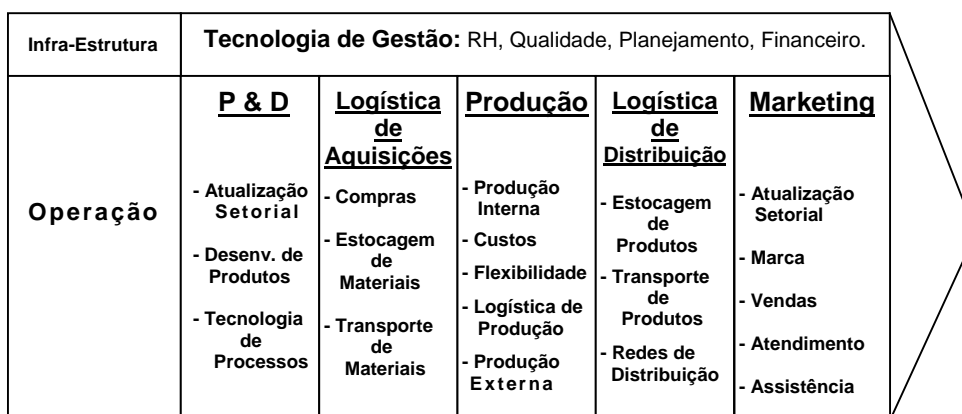 Infra-Estrutura
Tecnologia de Gestão: RH, Qualidade, Planejamento, Financeiro.
Operação
P & D
- Atualização
Setorial
- Desenv. de
Produtos
- Tecnologia
de
Processos
Logística
de
Aquisições
- Compras
- Estocagem
de
Materiais
- Transporte
de
Materiais
Produção
- Produção
Interna
- Custos
- Flexibilidade
- Logística de
Produção
- Produção
Externa
Logística
de
Distribuição
- Estocagem
de
Produtos
- Transporte
de
Produtos
- Redes de
Distribuição
Marketing
- Atualização
Setorial
- Marca
- Vendas
- Atendimento
- Assistência